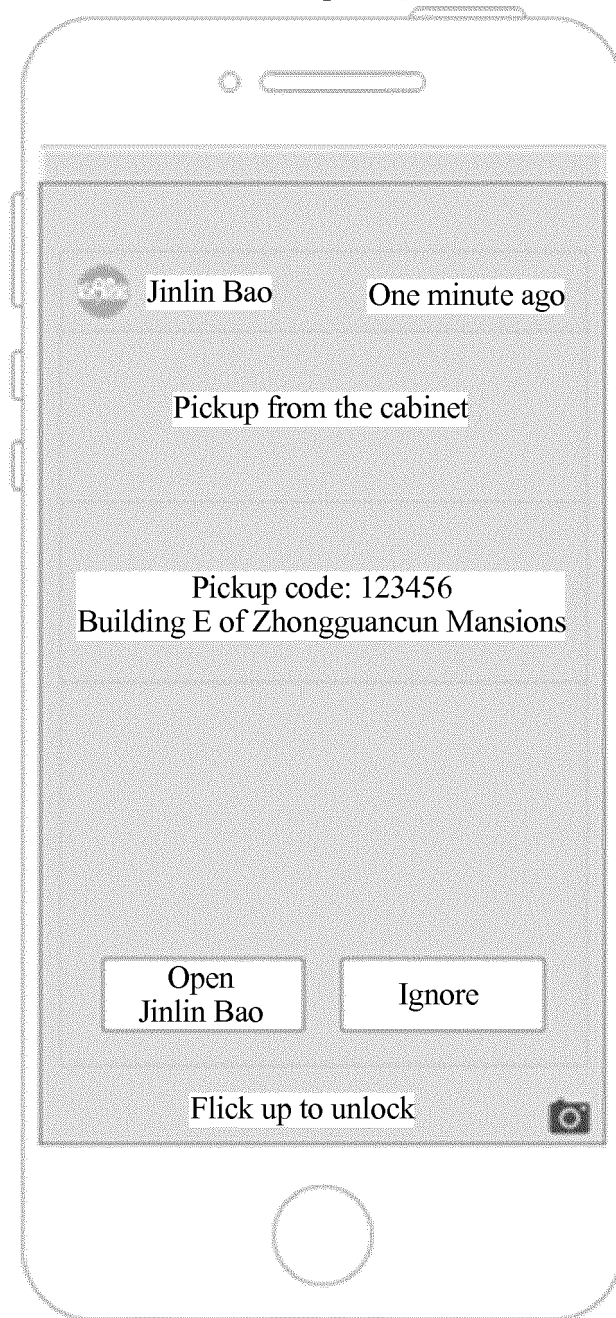 Jinlin Bao
One minute ago
Pickup from the cabinet
Pickup code: 123456
Building E of Zhongguancun Mansions
Open
Jinlin Bao
Ignore
Flick up to unlock